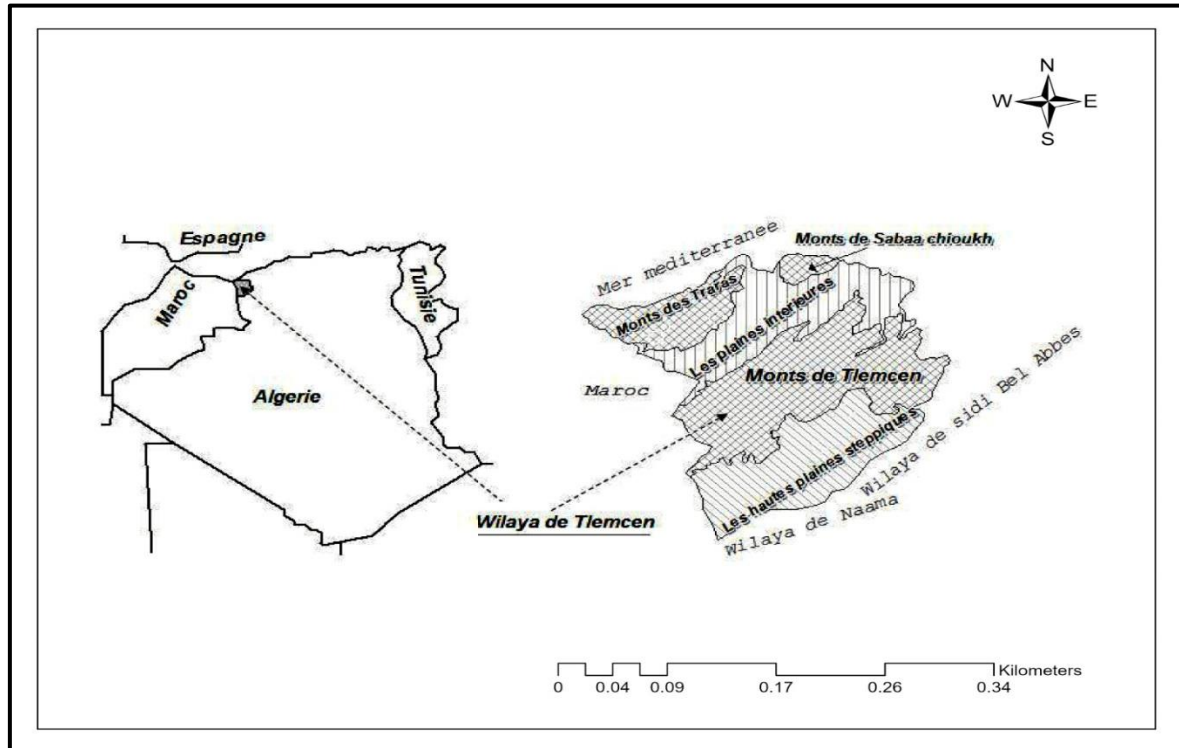 N
W E
S
Espagne
Maroc
Tunisie
Algerie
Wilaya de Tlemcen
Mer mediterranee
Monts de Sabaa chioukh
Monts des Traras
Les plaines interieures
Maroc
Monts de Tlemcen
Les hautes plaines steppiques
Wilaya de sidi Bel Abbes
Wilaya de Naama
Kilometers
0 0.04 0.09 0.17 0.26 0.34